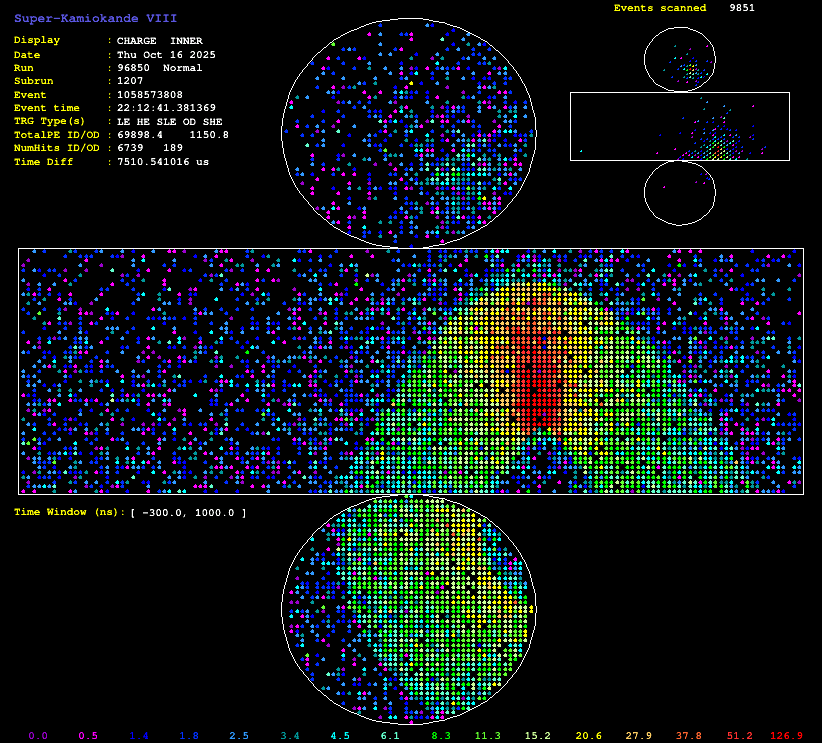 Super-Kamiokande VIII
Events scanned 9851
Display : CHARGE INNER
Date : Thu Oct 16 2025
Run : 96850 Normal
Subrun : 1207
Event : 1058573808
Event time : 22:12:41.381369
TRG Type(s) : LE HE SLE OD SHE
TotalPE ID/OD : 69898.4 1150.8
NumHits ID/OD : 6739 189
Time Diff : 7510.541016 us
Time Window (ns): [ -300.0, 1000.0 ]
0.0 0.5 1.4 1.8 2.5 3.4 4.5 6.1 8.3 11.3 15.2 20.6 27.9 37.8 51.2 126.9